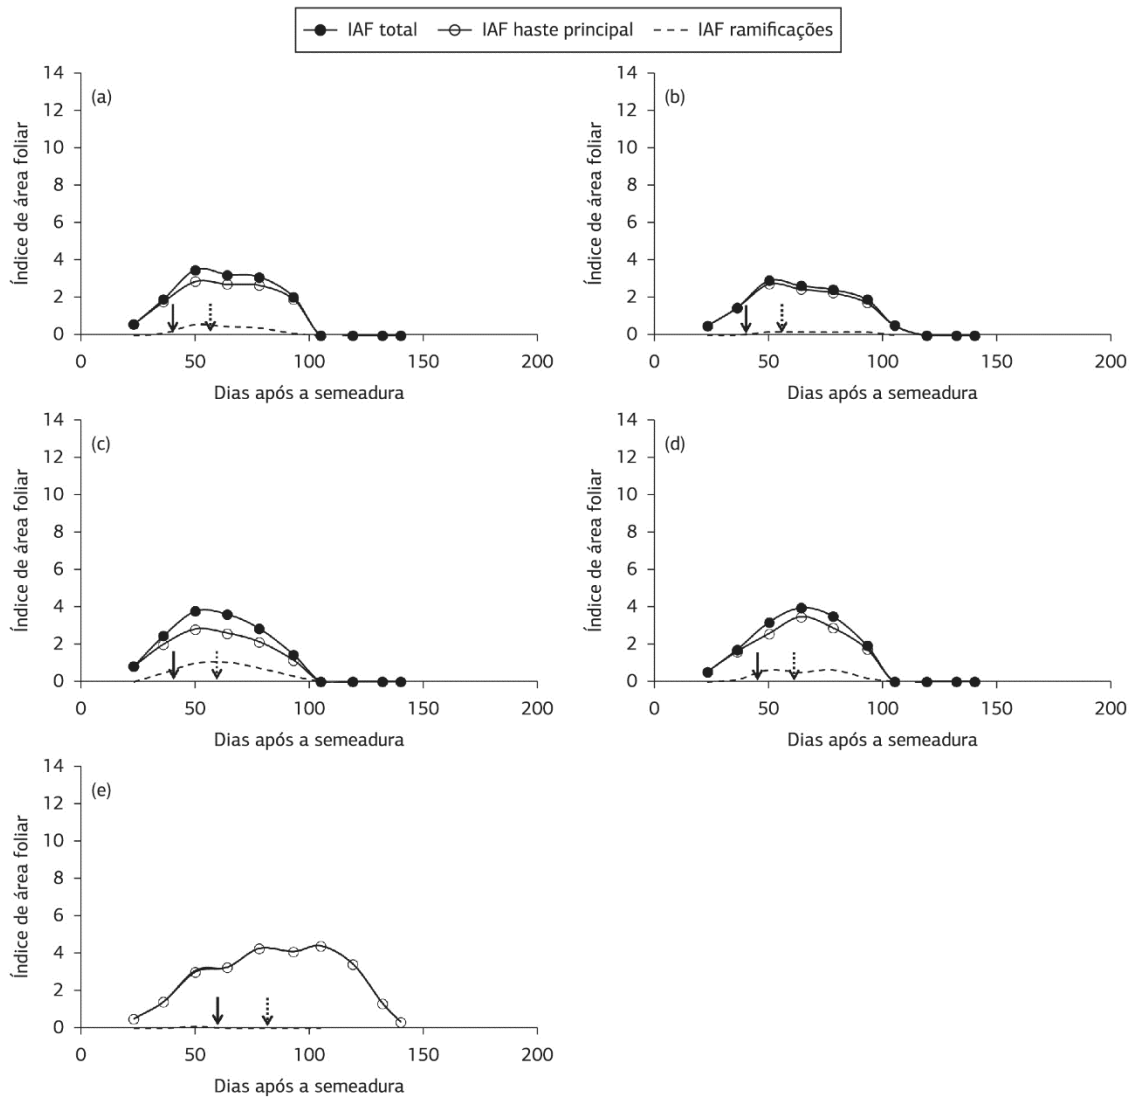 IAF total IAF haste principal IAF ramificações
(a)
14
12
10
8
6
4
2
0
Índice de área foliar
0 50 100 150 200
Dias após a semeadura
(b)
14
12
10
8
6
4
2
0
Índice de área foliar
0 50 100 150 200
Dias após a semeadura
(c)
14
12
10
8
6
4
2
0
Índice de área foliar
0 50 100 150 200
Dias após a semeadura
(d)
14
12
10
8
6
4
2
0
Índice de área foliar
0 50 100 150 200
Dias após a semeadura
(e)
14
12
10
8
6
4
2
0
Índice de área foliar
0 50 100 150 200
Dias após a semeadura